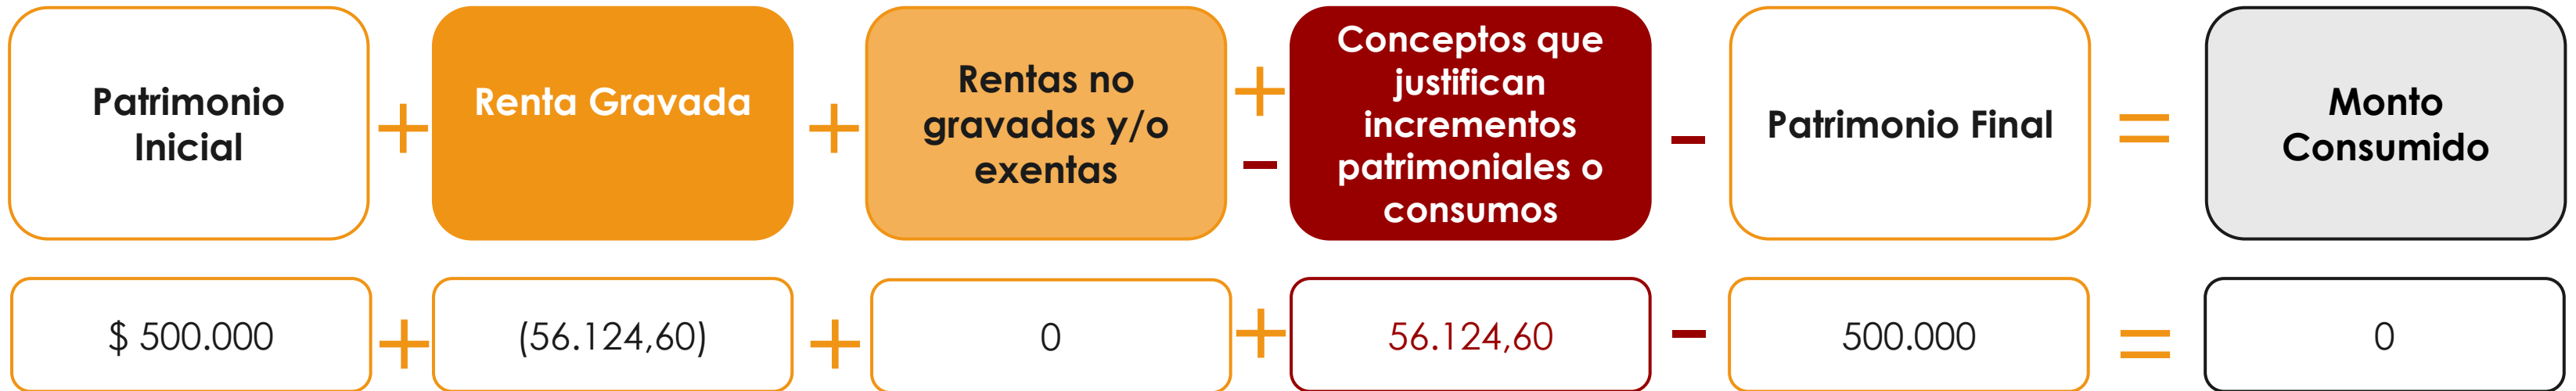 Patrimonio
Inicial
+
Renta Gravada
+
Rentas no
gravadas y/o
exentas
+
-
Conceptos que
justifican
incrementos
patrimoniales o
consumos
-
Patrimonio Final
=
Monto
Consumido
$ 500.000
+
(56.124,60)
+
0
+
56.124,60
-
500.000
=
0